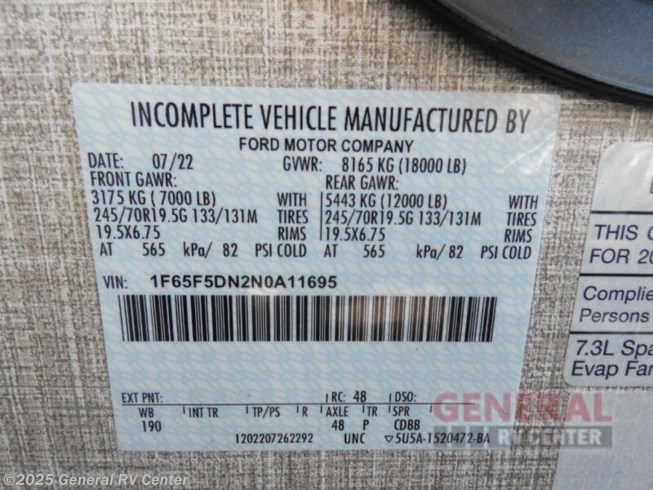 INCOMPLETE VEHICLE MANUFACTURED BY
FORD MOTOR COMPANY
DATE: 07/22 GVWR: 8165 KG (18000 LB)
FRONT GAWR: REAR GAWR:
3175 KG ( 7000 LB) WITH 5443 KG (12000 LB) WITH
245/70R19.5G 133/131M TIRES 245/70R19.5G 133/131M TIRES
19.5X6.75 RIMS 19.5X6.75 RIMS
AT 565 kPa/ 82 PSI COLD AT 565 kPa/ 82 PSI COLD
VIN: 1F65F5DN2N0A11695
EXT PNT: RC: 48 DSO:
WB INT TR TP/PS R AXLE TR SPR
190 48 P CDBB
1202207262292 UNC 5U5A-1520472-BA
THIS
FOR 20
Complie
Persons
7.3L Spa
Evap Fam
GENERAL
RV CENTER
©2025 General RV Center